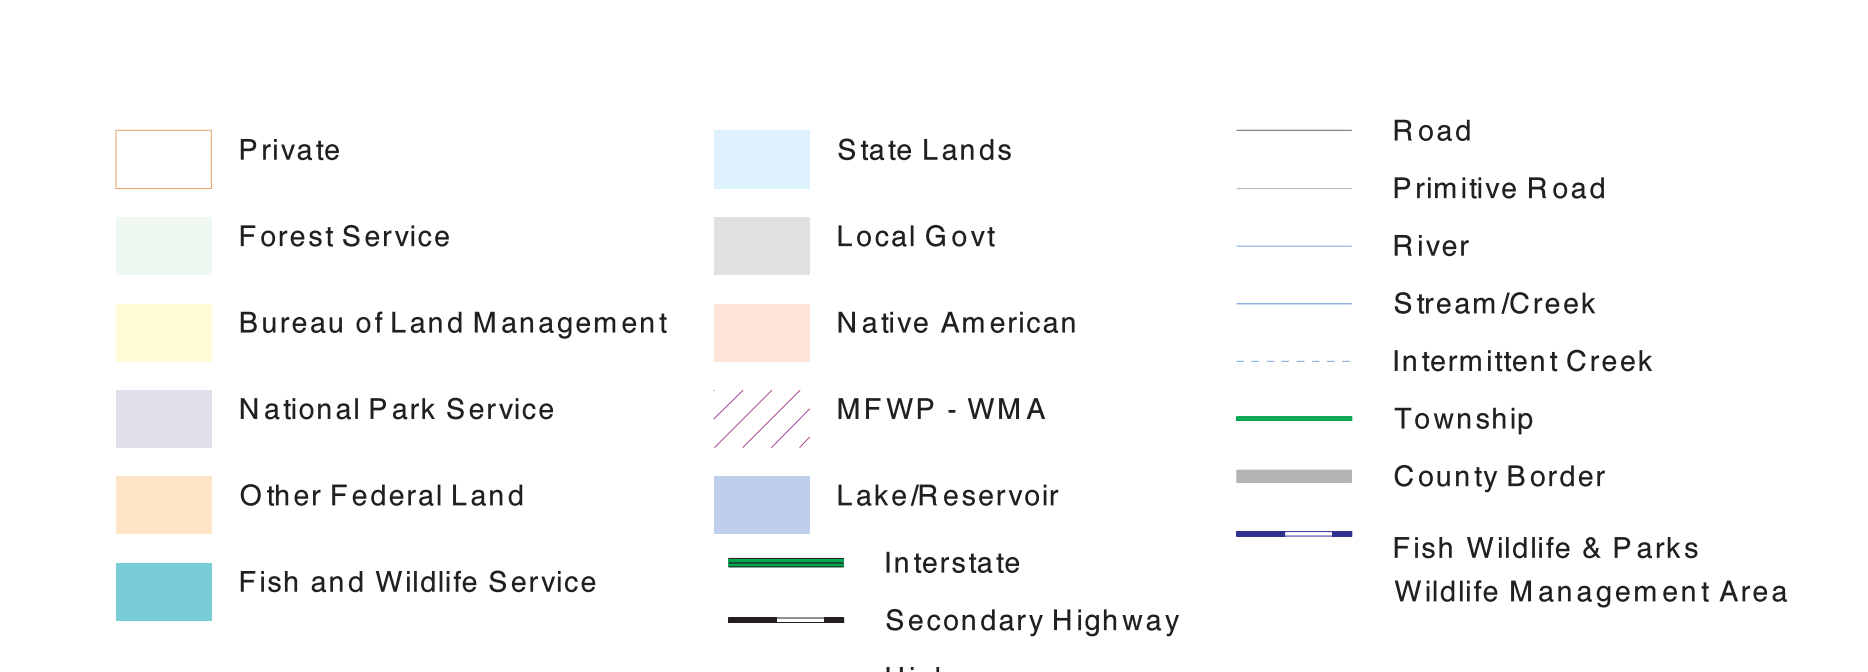 Private
Forest Service
Bureau of Land Management
National Park Service
Other Federal Land
Fish and Wildlife Service
State Lands
Local Govt
Native American
MFWP - WMA
Lake/Reservoir
Interstate
Secondary Highway
Road
Primitive Road
River
Stream/Creek
Intermittent Creek
Township
County Border
Fish Wildlife & Parks
Wildlife Management Area